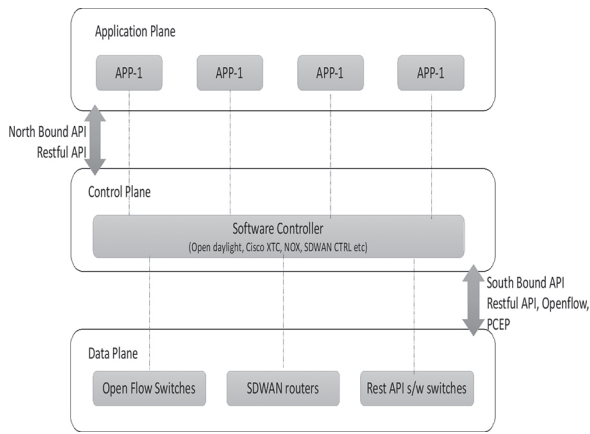 Application Plane
APP-1 APP-1 APP-1 APP-1
North Bound API
Restful API
Control Plane
Software Controller
(Open daylight, Cisco XTC, NOX, SDWAN CTRL etc)
South Bound API
Restful API, Openflow,
PCEP
Data Plane
Open Flow Switches SDWAN routers Rest API s/w switches